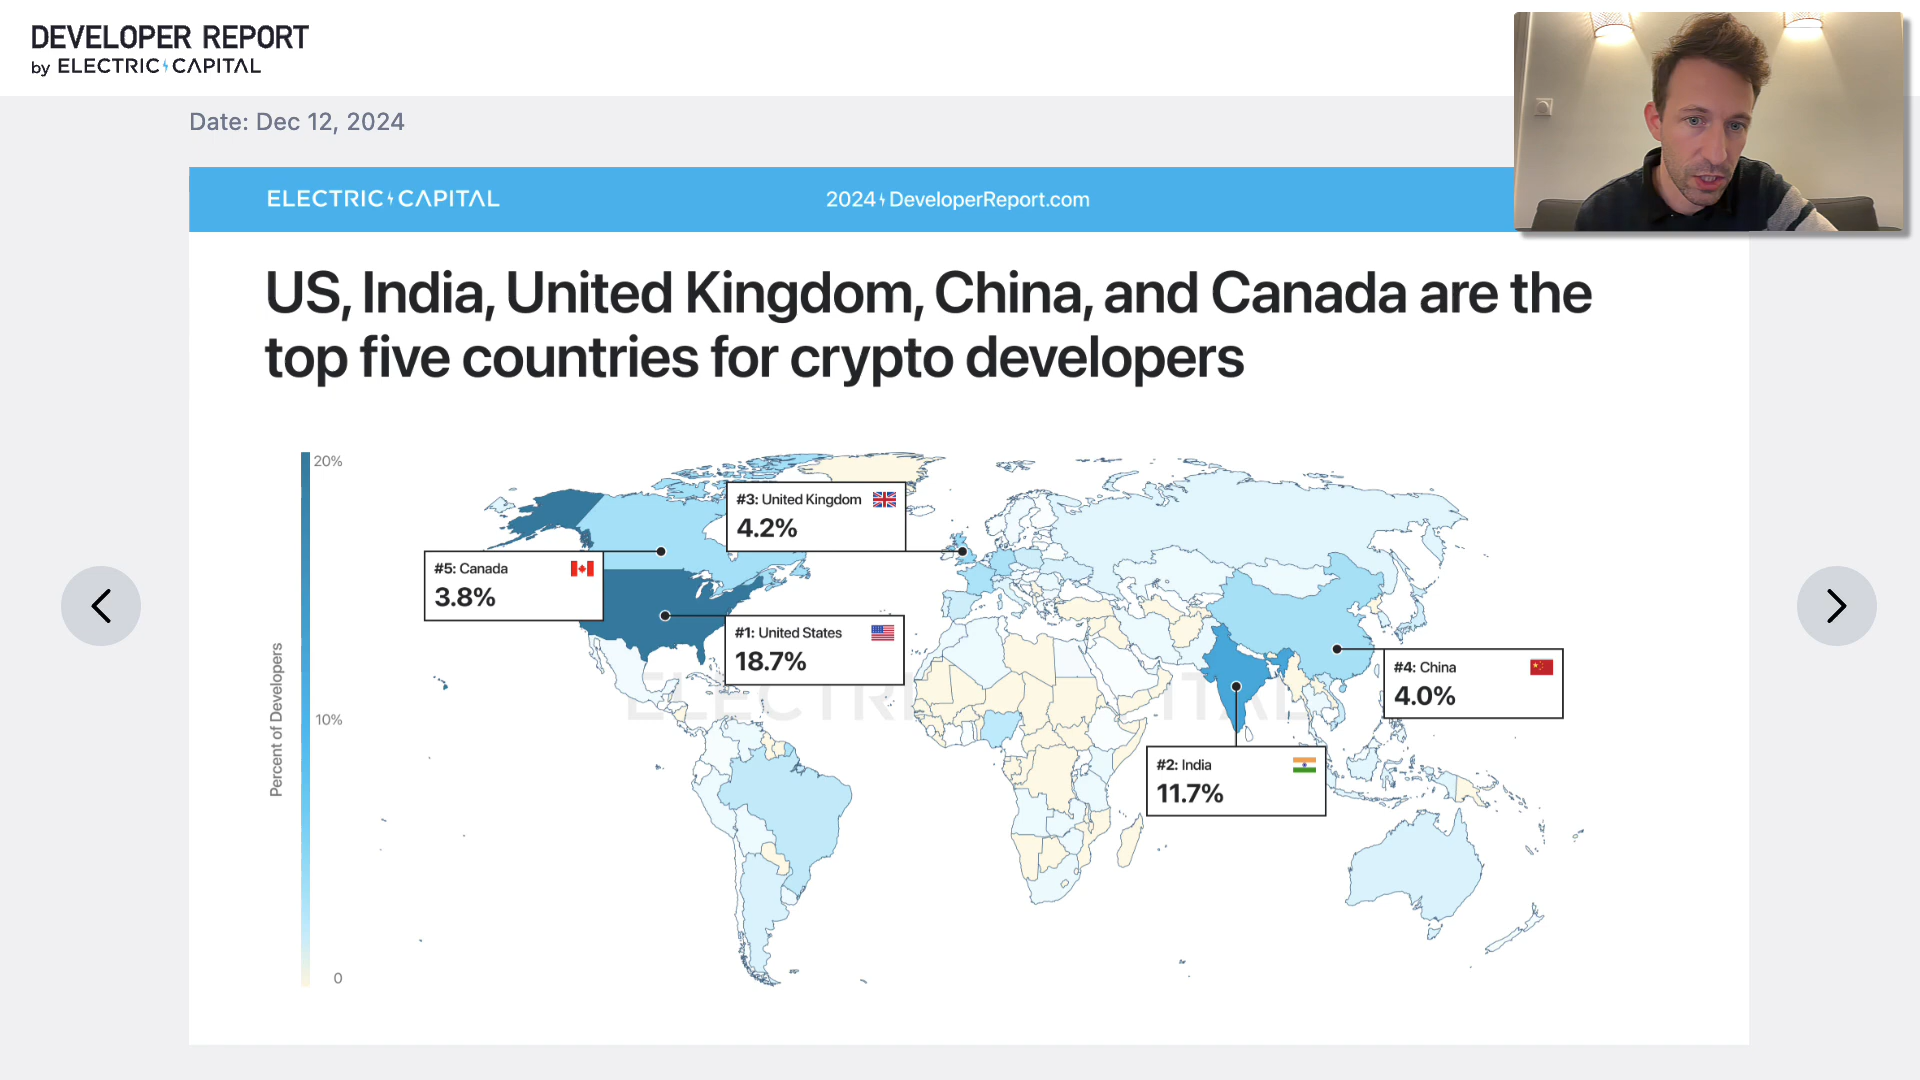 DEVELOPER REPORT
by ELECTRIC CAPITAL
Date: Dec 12, 2024
ELECTRIC CAPITAL
2024 DeveloperReport.com
US, India, United Kingdom, China, and Canada are the
top five countries for crypto developers
20%
10%
0
Percent of Developers
#3: United Kingdom
4.2%
#5: Canada
3.8%
#1: United States
18.7%
#4: China
4.0%
#2: India
11.7%
ELECTRIC CAPITAL